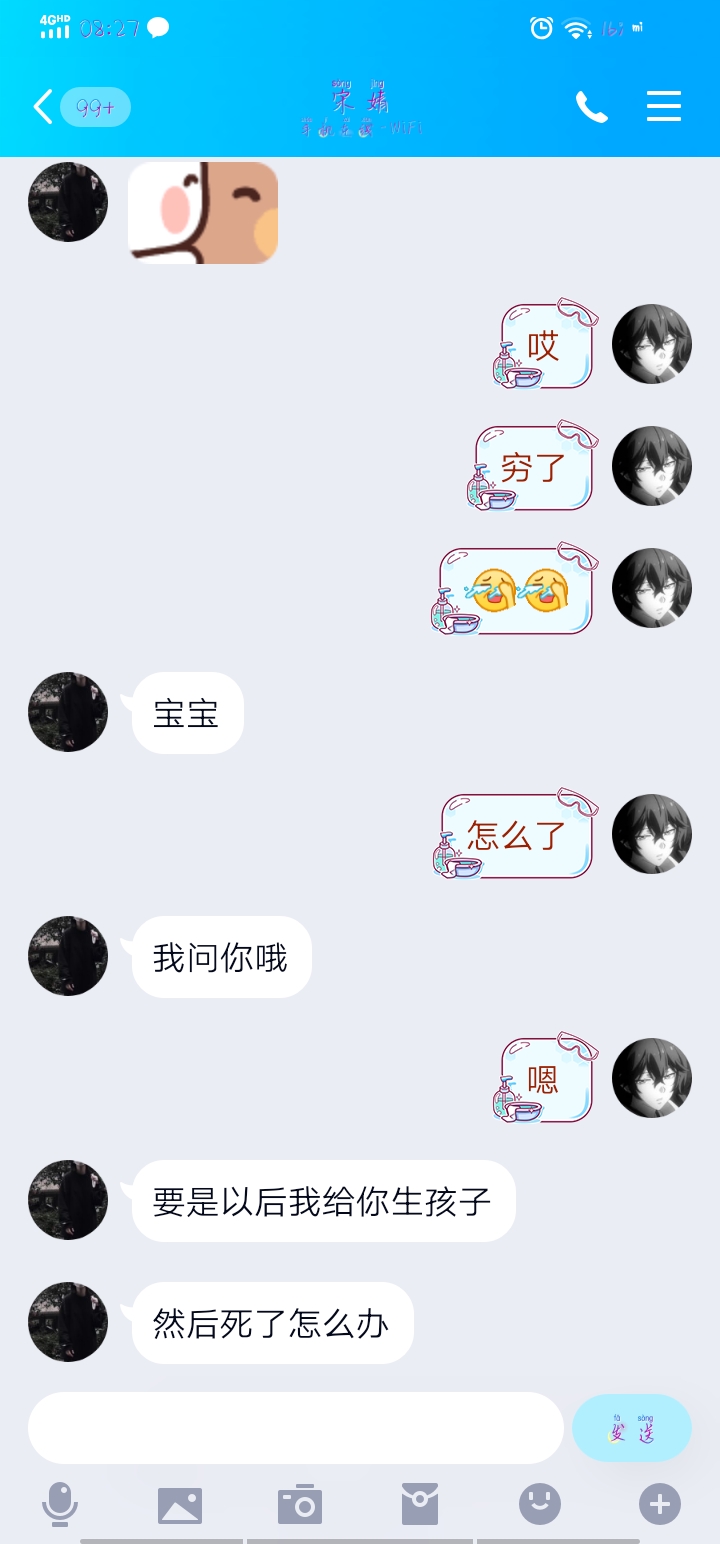 4GHD 08:27
99+
sòng jìng
宋 婧
手机在线 - WiFi
哎
穷了
宝宝
怎么了
我问你哦
嗯
要是以后我给你生孩子
然后死了怎么办
fā sòng
发 送